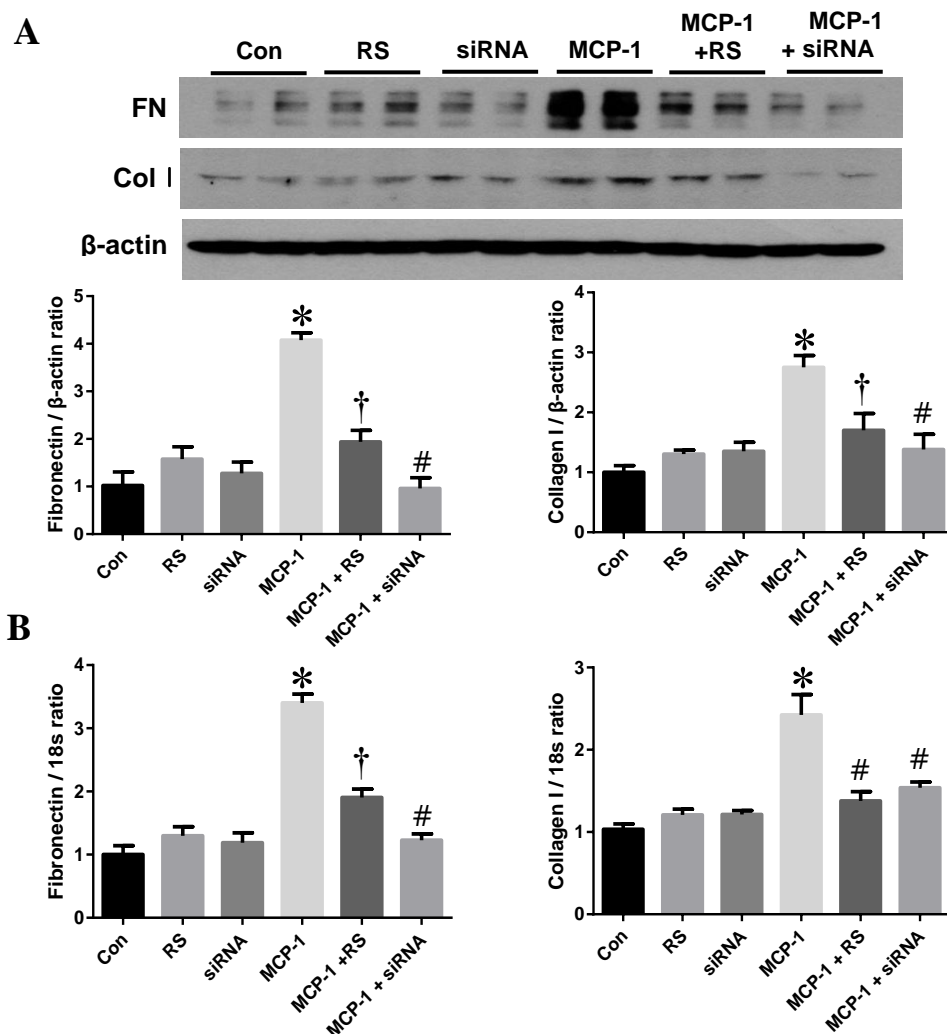 A
Con RS siRNA MCP-1 MCP-1 +RS MCP-1 + siRNA
FN
Col I
β-actin
Fibronectin / β-actin ratio
5
4
3
2
1
0
*
†
#
Con RS siRNA MCP-1 MCP-1 + RS MCP-1 + siRNA
Collagen I / β-actin ratio
4
3
2
1
0
*
†
#
Con RS siRNA MCP-1 MCP-1 + RS MCP-1 + siRNA
B
Fibronectin / 18s ratio
4
3
2
1
0
*
†
#
Con RS siRNA MCP-1 MCP-1 +RS MCP-1 + siRNA
Collagen I / 18s ratio
3
2
1
0
*
#
#
Con RS siRNA MCP-1 MCP-1 + RS MCP-1 + siRNA